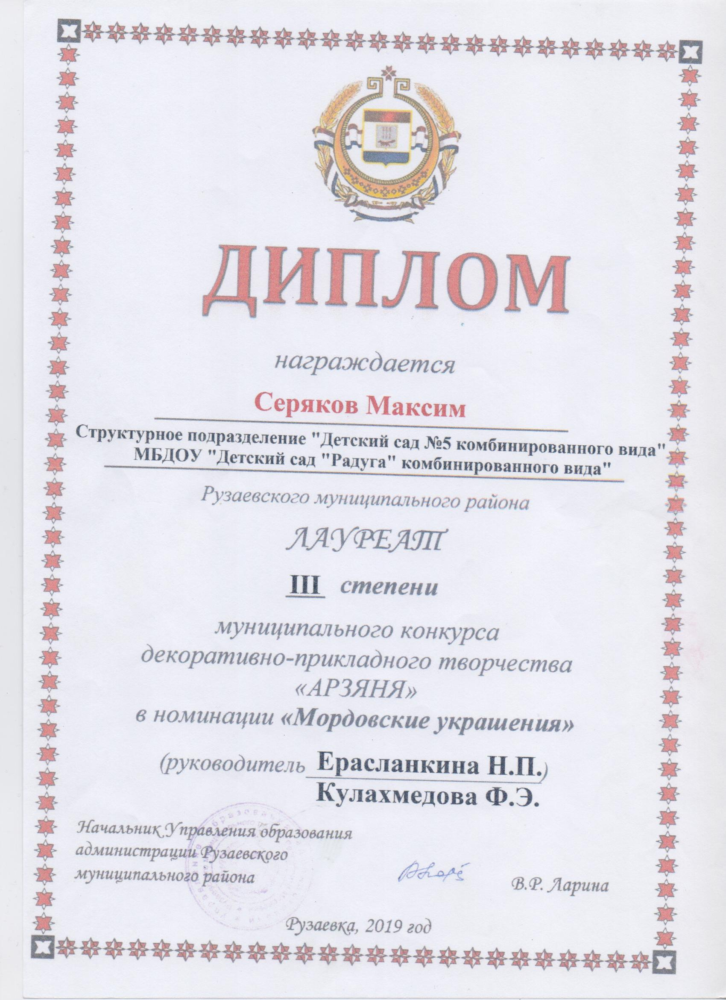 ДИПЛОМ
награждается
Серяков Максим
Структурное подразделение "Детский сад №5 комбинированного вида"
МБДОУ "Детский сад "Радуга" комбинированного вида"
Рузаевского муниципального района
ЛАУРЕАТ
III степени
муниципального конкурса
декоративно-прикладного творчества
«АРЗЯНЯ»
в номинации «Мордовские украшения»
(руководитель Ерасланкина Н.П.)
Кулахмедова Ф.Э.
Начальник Управления образования
администрации Рузаевского
муниципального района
В.Р. Ларина
Рузаевка, 2019 год